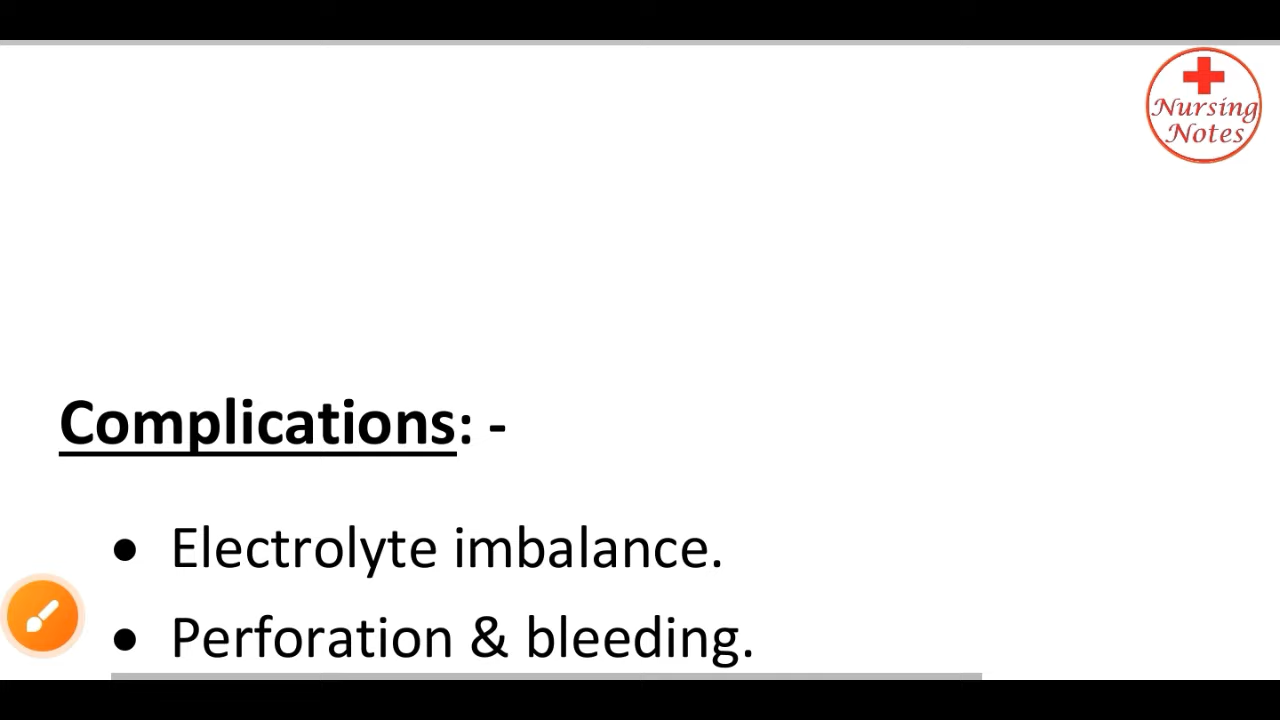 Nursing
Notes
Complications: -
• Electrolyte imbalance.
• Perforation & bleeding.